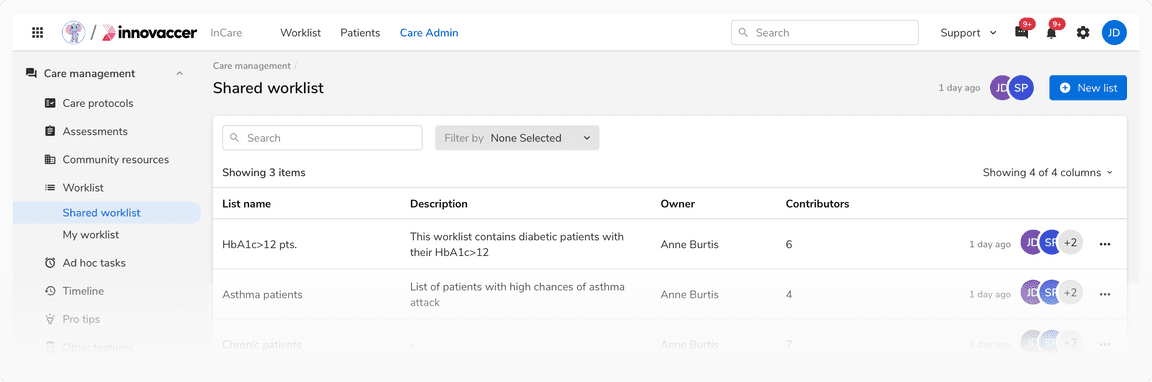 innovaccer InCare Worklist Patients Care Admin Search Support 9+ 9+ JD
Care management
Care protocols
Assessments
Community resources
Worklist
Shared worklist
My worklist
Ad hoc tasks
Timeline
Pro tips
Other features
Care management /
Shared worklist 1 day ago JD SP New list
Search Filter by None Selected
Showing 3 items Showing 4 of 4 columns
List name Description Owner Contributors
HbA1c>12 pts. This worklist contains diabetic patients with
their HbA1c>12 Anne Burtis 6 1 day ago JD SP +2
Asthma patients List of patients with high chances of asthma
attack Anne Burtis 4 1 day ago JD SP +2
Chronic patients - Anne Burtis 7 1 day ago JD SP +2